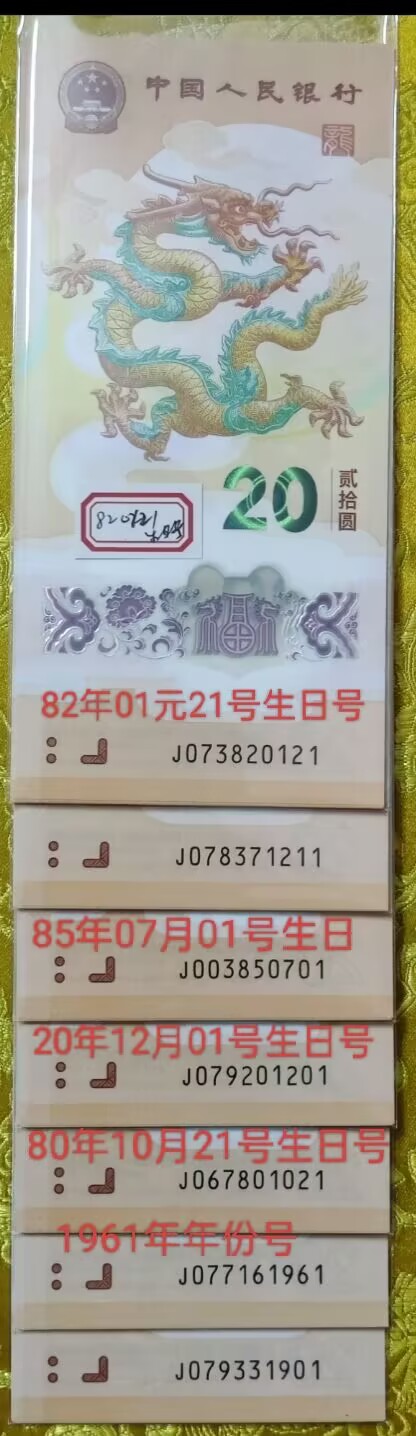 中国人民银行
龍
20
贰拾圆
820121
82年01元21号生日号
J073820121
J078371211
85年07月01号生日
J003850701
20年12月01号生日号
J079201201
80年10月21号生日号
J067801021
1961年年份号
J077161961
J079331901